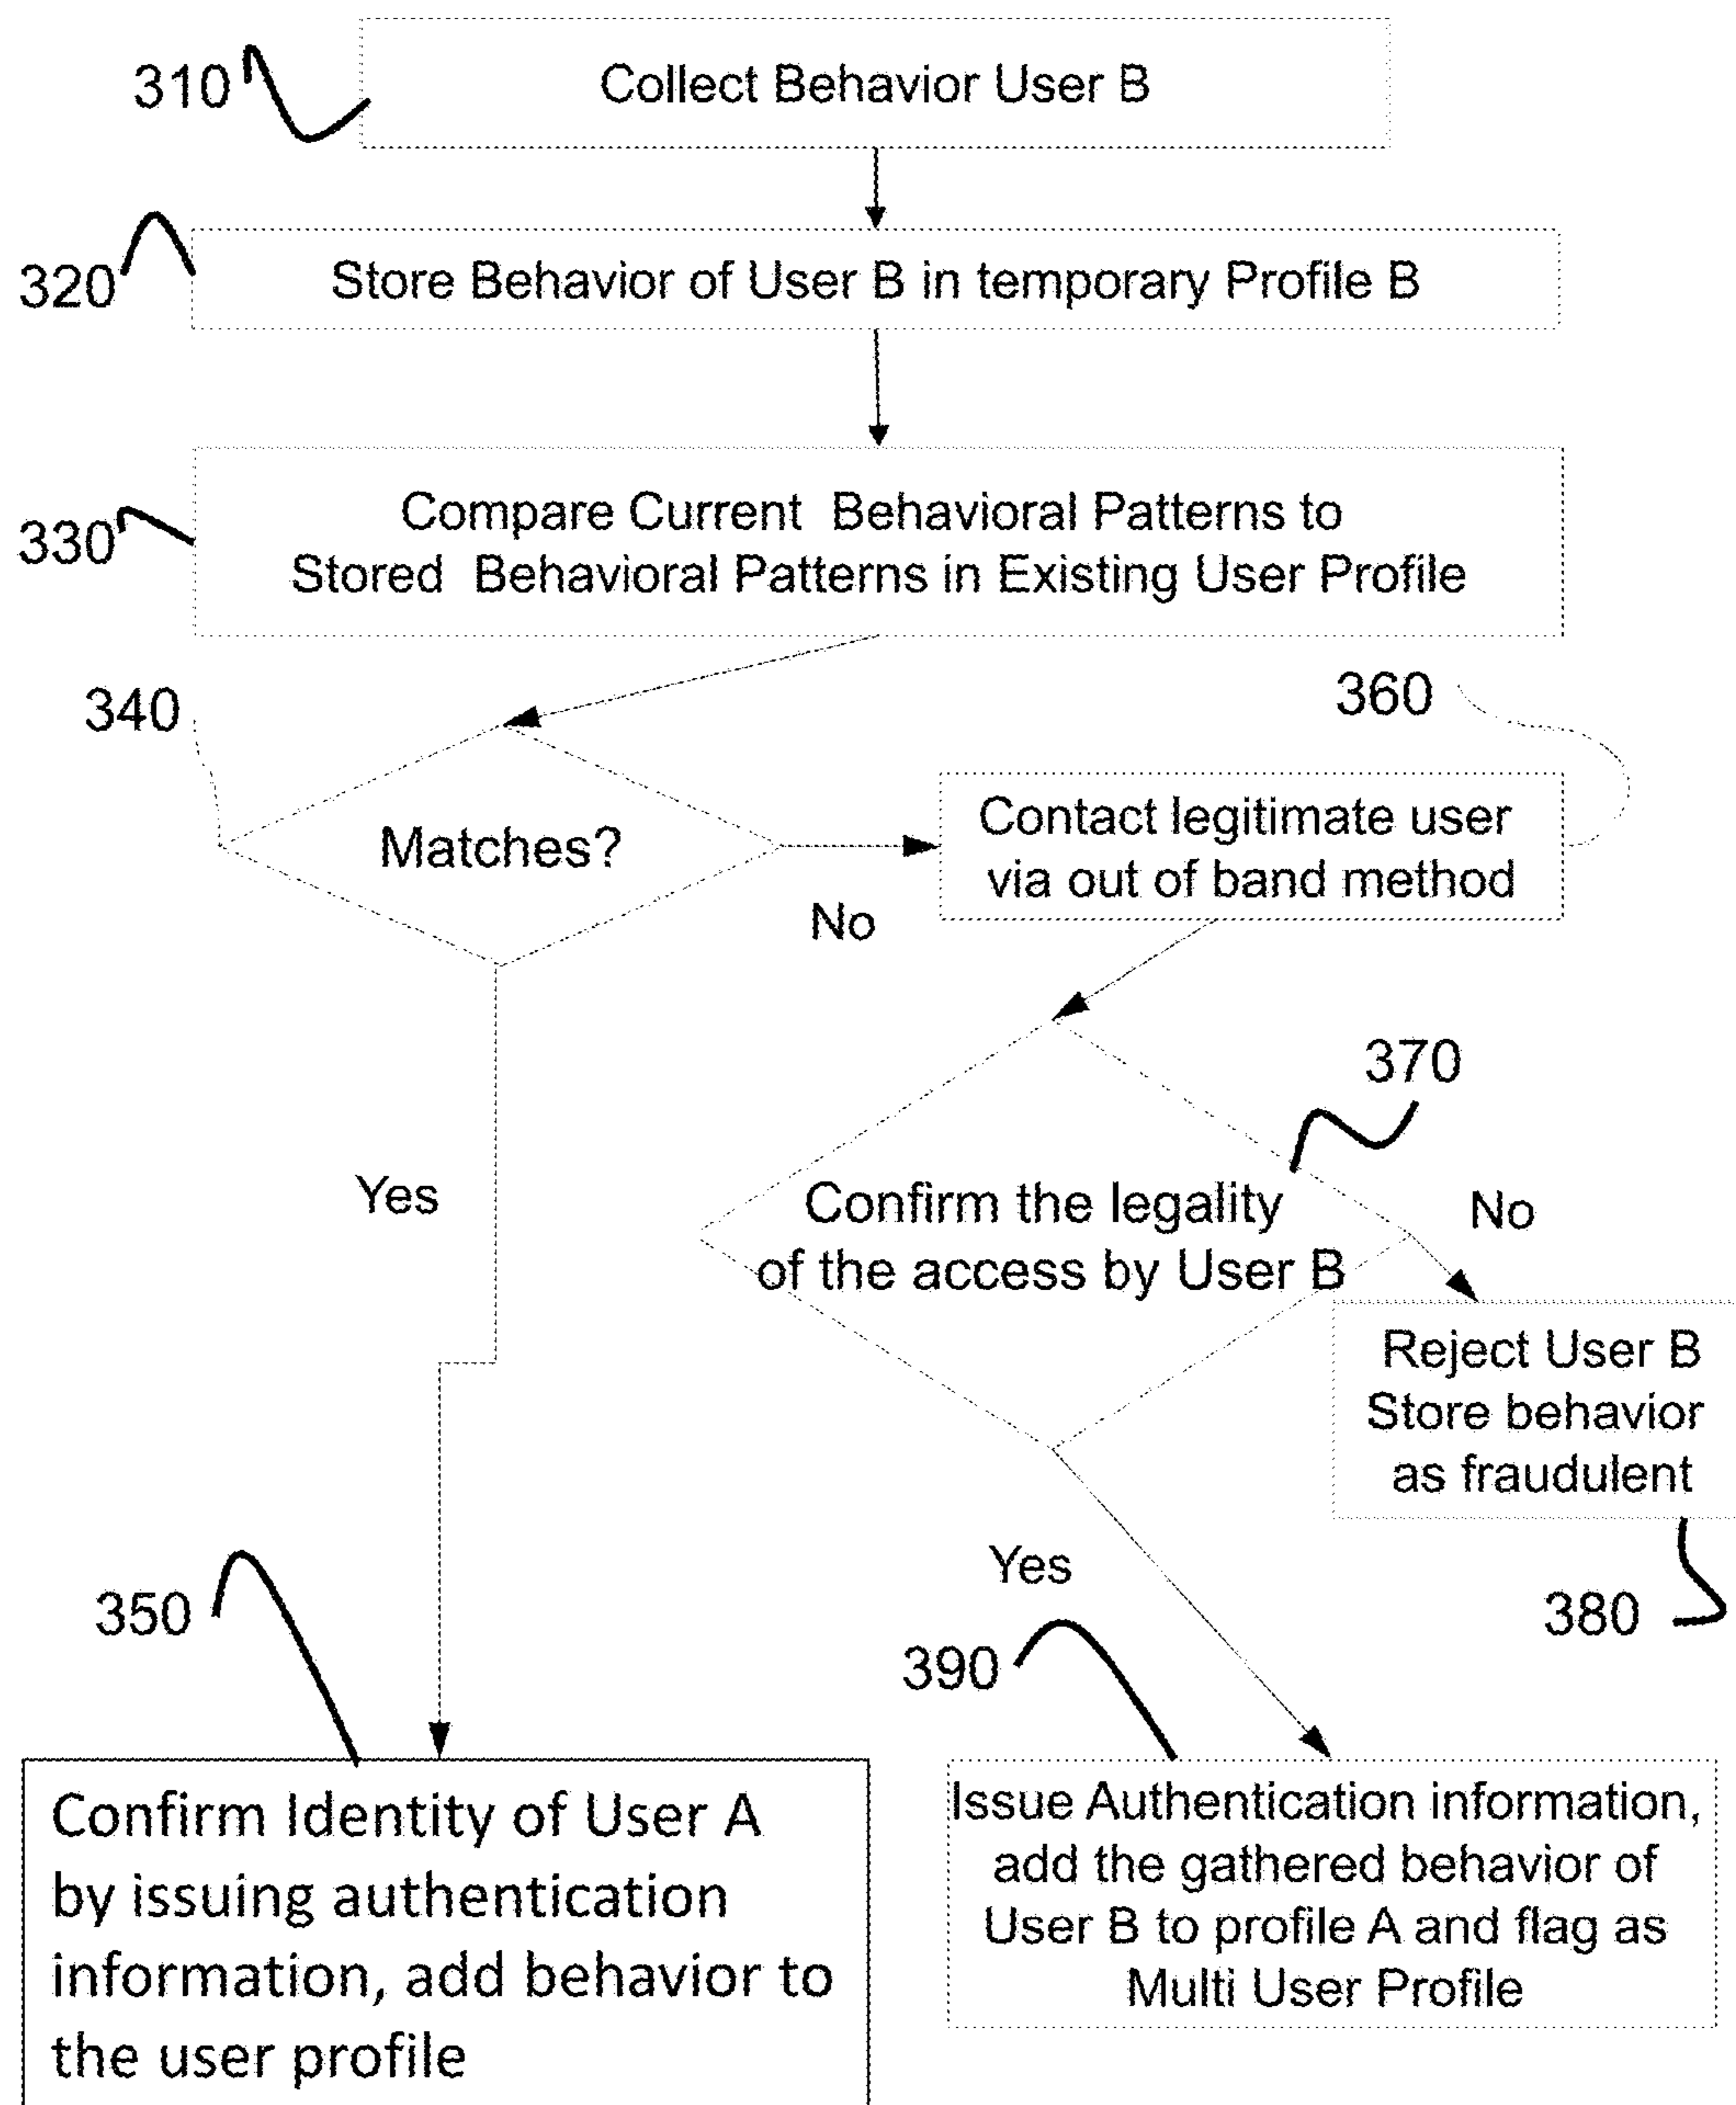 310
Collect Behavior User B
320
Store Behavior of User B in temporary Profile B
330
Compare Current Behavioral Patterns to
Stored Behavioral Patterns in Existing User Profile
340
360
Matches?
Contact legitimate user
via out of band method
No
370
Confirm the legality
of the access by User B
Yes
No
Reject User B
Store behavior
as fraudulent
380
Yes
350
390
Confirm Identity of User A
by issuing authentication
information, add behavior to
the user profile
Issue Authentication information,
add the gathered behavior of
User B to profile A and flag as
Multi User Profile